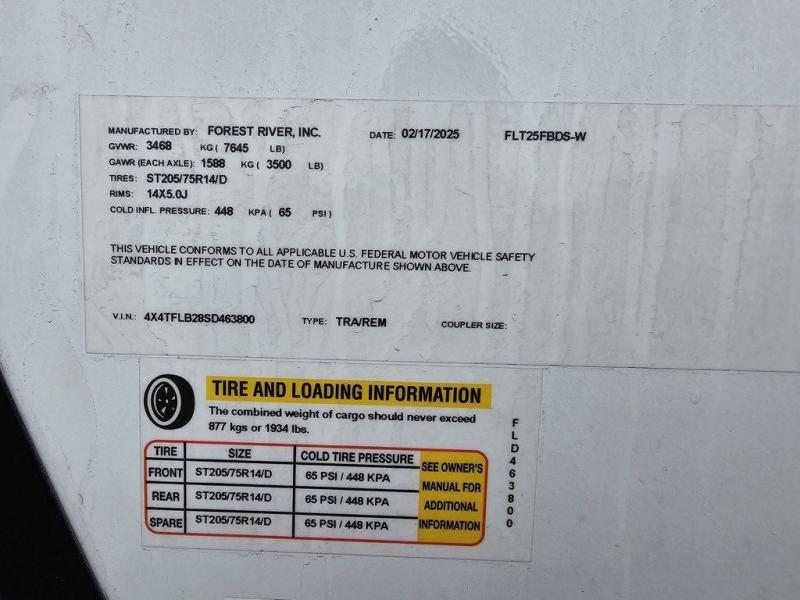 MANUFACTURED BY: FOREST RIVER, INC. DATE: 02/17/2025 FLT25FBDS-W
GVWR: 3468 KG ( 7645 LB)
GAWR (EACH AXLE): 1588 KG ( 3500 LB)
TIRES: ST205/75R14/D
RIMS: 14X5.0J
COLD INFL. PRESSURE: 448 KPA ( 65 PSI )
THIS VEHICLE CONFORMS TO ALL APPLICABLE U.S. FEDERAL MOTOR VEHICLE SAFETY
STANDARDS IN EFFECT ON THE DATE OF MANUFACTURE SHOWN ABOVE.
V.I.N.: 4X4TFLB28SD463800 TYPE: TRA/REM COUPLER SIZE:
TIRE AND LOADING INFORMATION
The combined weight of cargo should never exceed
877 kgs or 1934 lbs.
TIRE SIZE COLD TIRE PRESSURE
FRONT ST205/75R14/D 65 PSI / 448 KPA
REAR ST205/75R14/D 65 PSI / 448 KPA
SPARE ST205/75R14/D 65 PSI / 448 KPA
SEE OWNER'S
MANUAL FOR
ADDITIONAL
INFORMATION
FLD463800